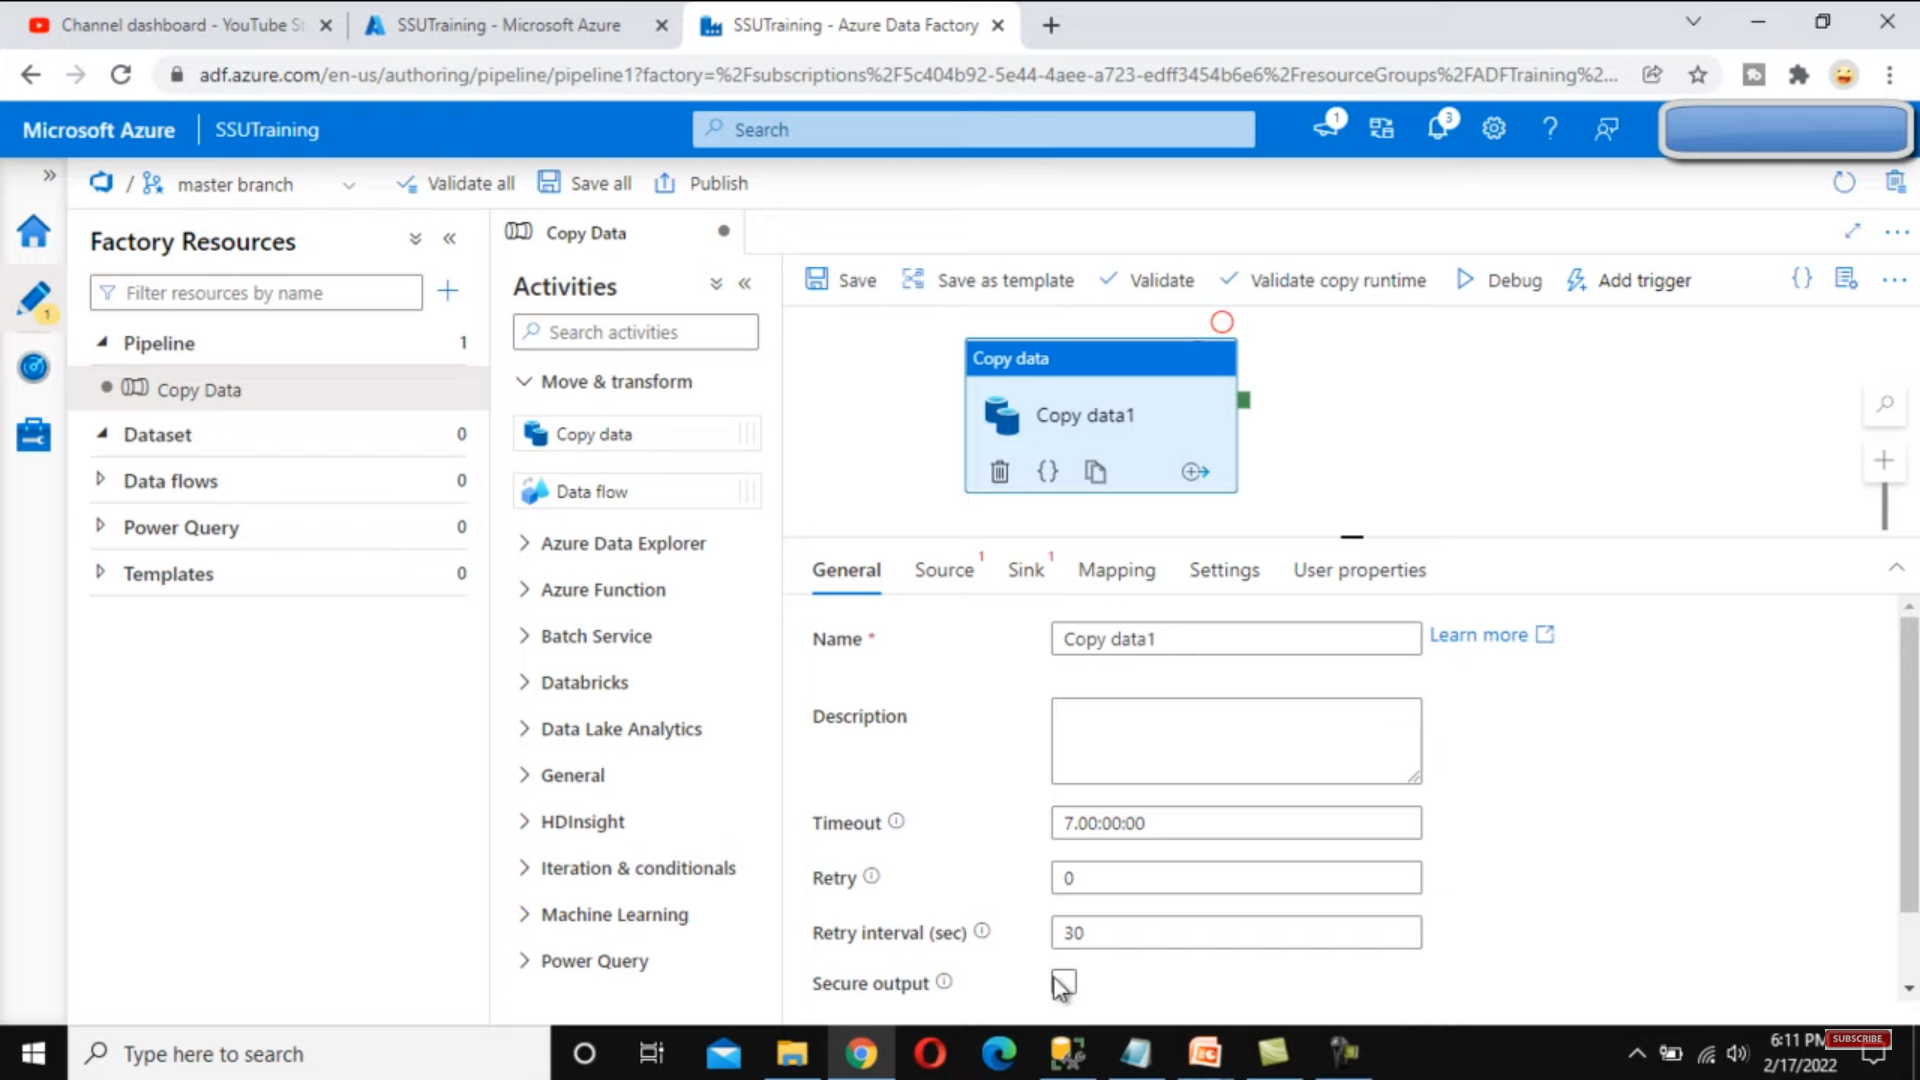 Channel dashboard - YouTube St
SSUTraining - Microsoft Azure
SSUTraining - Azure Data Factory
adf.azure.com/en-us/authoring/pipeline/pipeline1?factory=%2Fsubscriptions%2F5c404b92-5e44-4aee-a723-edff3454b6e6%2FresourceGroups%2FADFTraining%2...
Microsoft Azure
SSUTraining
Search
1
3
/ master branch
Validate all
Save all
Publish
Factory Resources
Filter resources by name
1
Pipeline 1
Copy Data
Dataset 0
Data flows 0
Power Query 0
Templates 0
Copy Data
Activities
Search activities
Move & transform
Copy data
Data flow
Azure Data Explorer
Azure Function
Batch Service
Databricks
Data Lake Analytics
General
HDInsight
Iteration & conditionals
Machine Learning
Power Query
Save
Save as template
Validate
Validate copy runtime
Debug
Add trigger
Copy data
Copy data1
General
Source 1
Sink 1
Mapping
Settings
User properties
Name * Copy data1 Learn more
Description
Timeout 7.00:00:00
Retry 0
Retry interval (sec) 30
Secure output
Type here to search
6:11 PM
SUBSCRIBE
2/17/2022